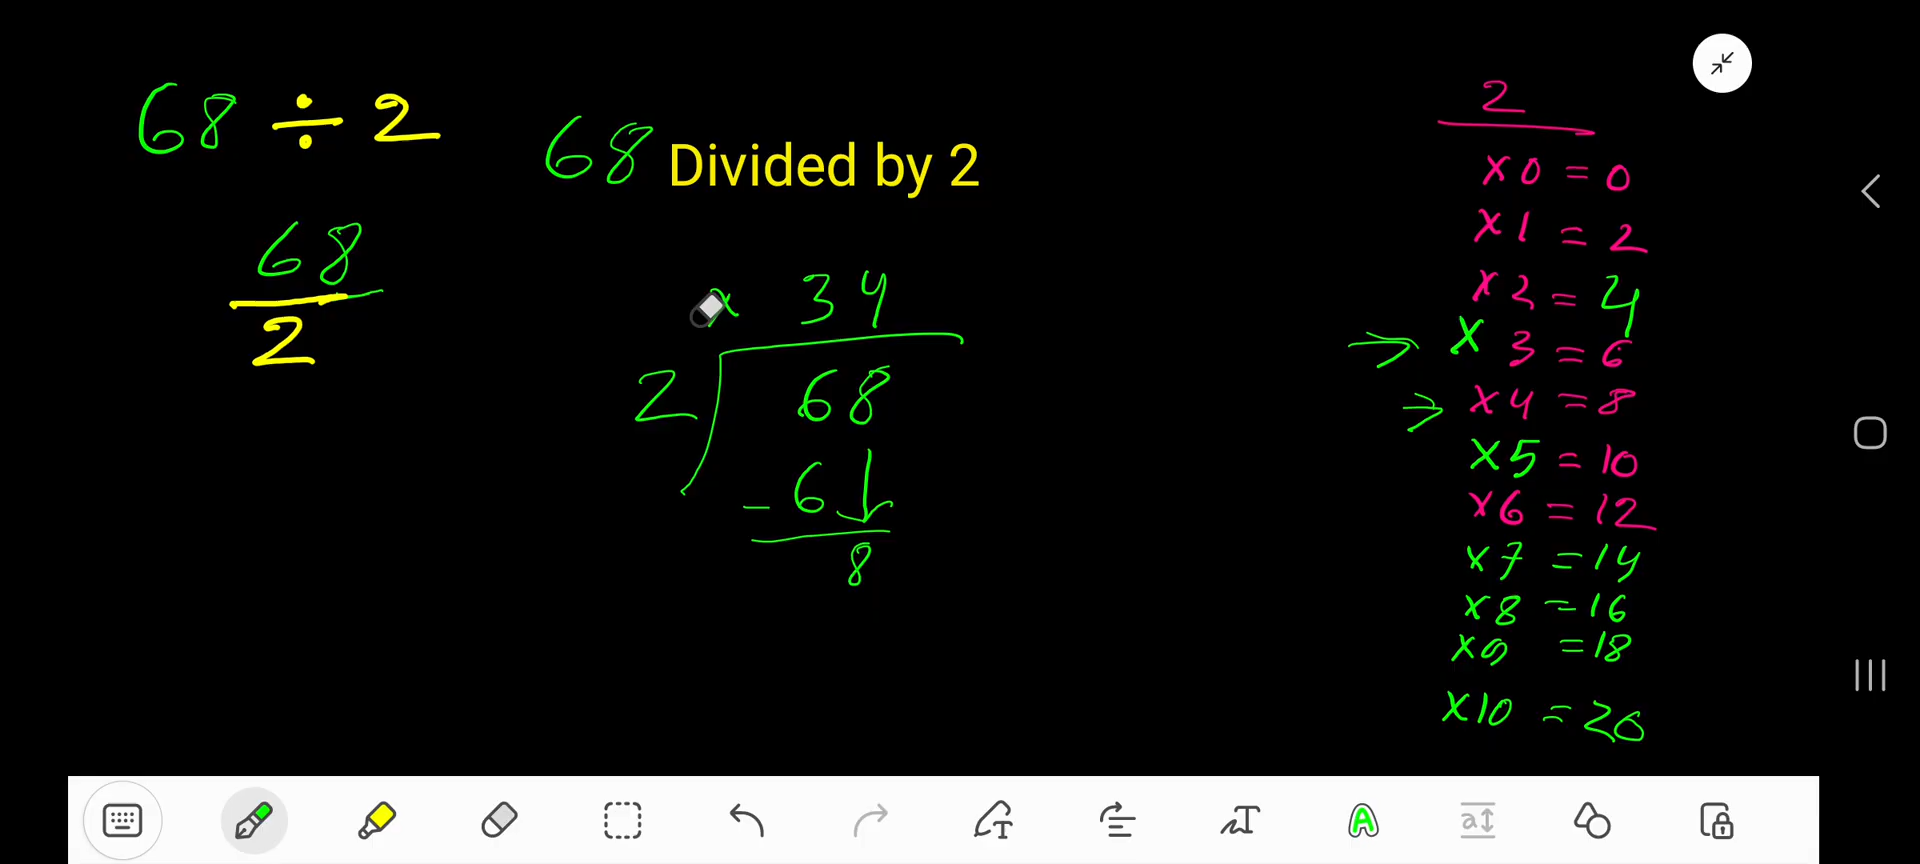 68 ÷ 2
68 Divided by 2
68
2
x 34
2 68
- 6
8
2
x0 = 0
x1 = 2
x2 = 4
x 3 = 6
x4 = 8
x5 = 10
x6 = 12
x7 = 14
x8 = 16
x9 = 18
x10 = 20
T
T
A
a